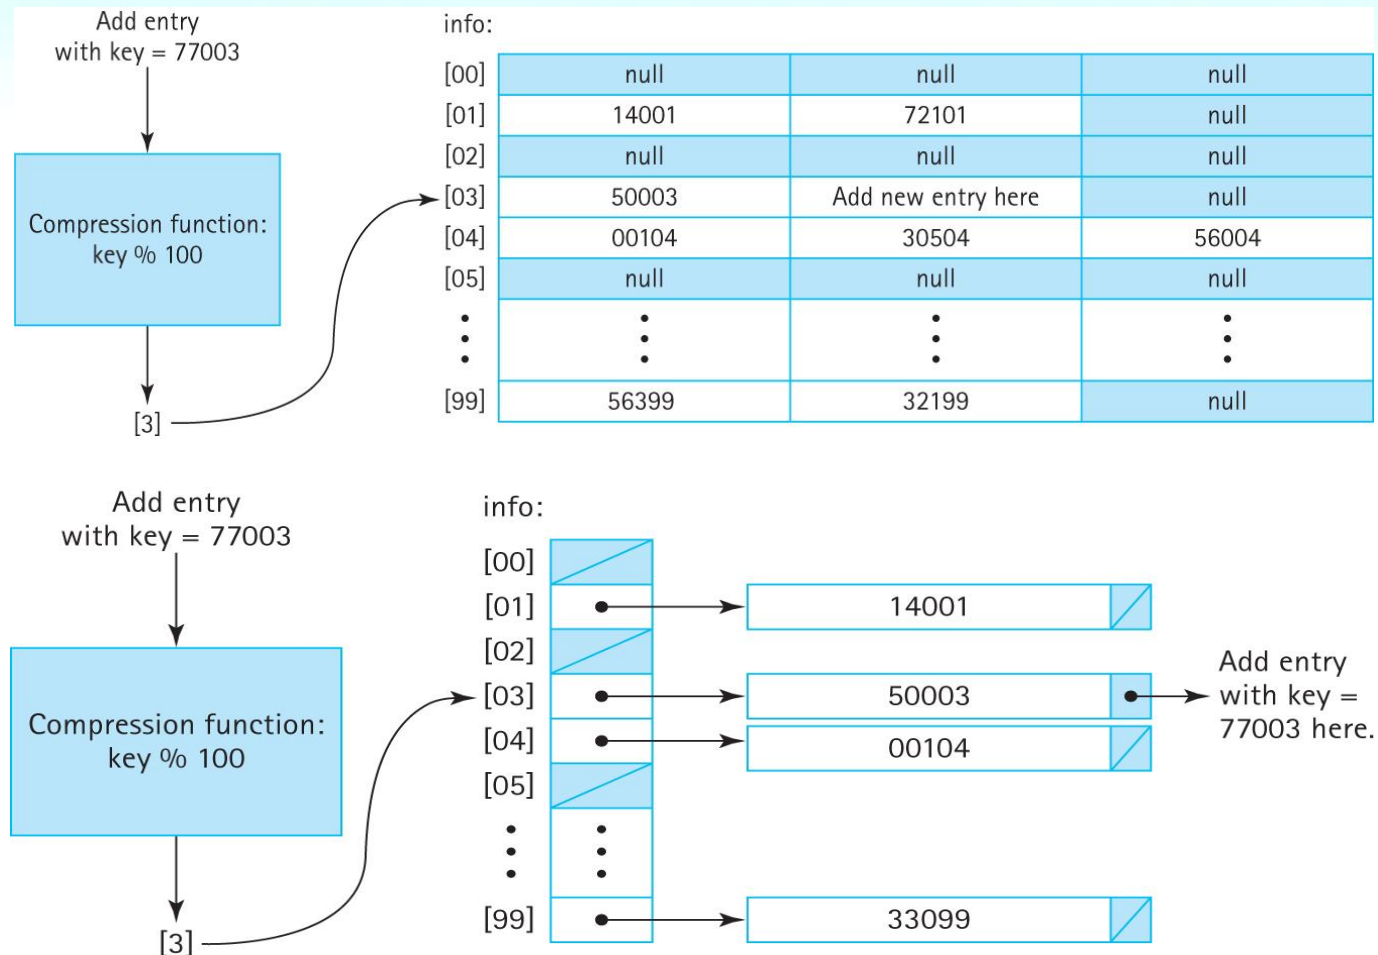 Add entry
with key = 77003
Compression function:
key % 100
[3]
info:
[00] null null null
[01] 14001 72101 null
[02] null null null
[03] 50003 Add new entry here null
[04] 00104 30504 56004
[05] null null null
[99] 56399 32199 null
Add entry
with key = 77003
Compression function:
key % 100
[3]
info:
[00]
[01] 14001
[02]
[03] 50003
[04] 00104
[05]
[99] 33099
Add entry
with key =
77003 here.